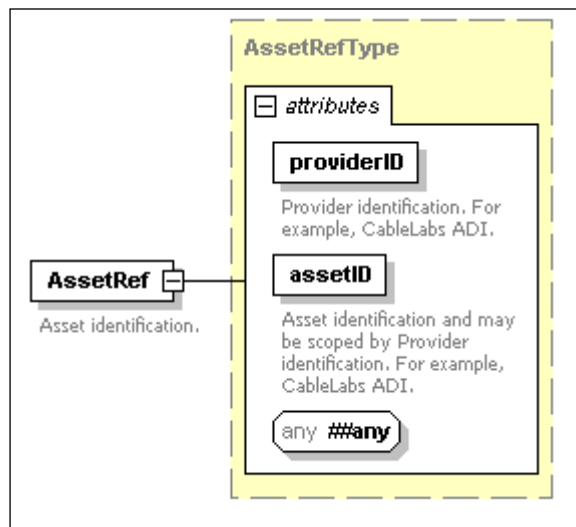 AssetRefType
attributes
providerID
Provider identification. For
example, CableLabs ADI.
AssetRef
Asset identification.
assetID
Asset identification and may
be scoped by Provider
identification. For example,
CableLabs ADI.
any ##any